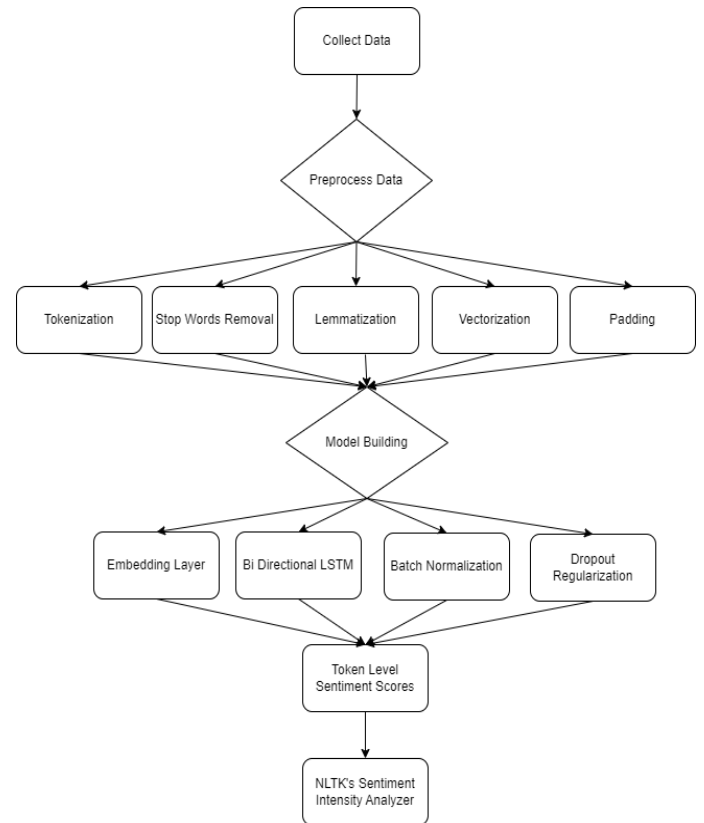 Collect Data
Preprocess Data
Tokenization
Stop Words Removal
Lemmatization
Vectorization
Padding
Model Building
Embedding Layer
Bi Directional LSTM
Batch Normalization
Dropout
Regularization
Token Level
Sentiment Scores
NLTK's Sentiment
Intensity Analyzer